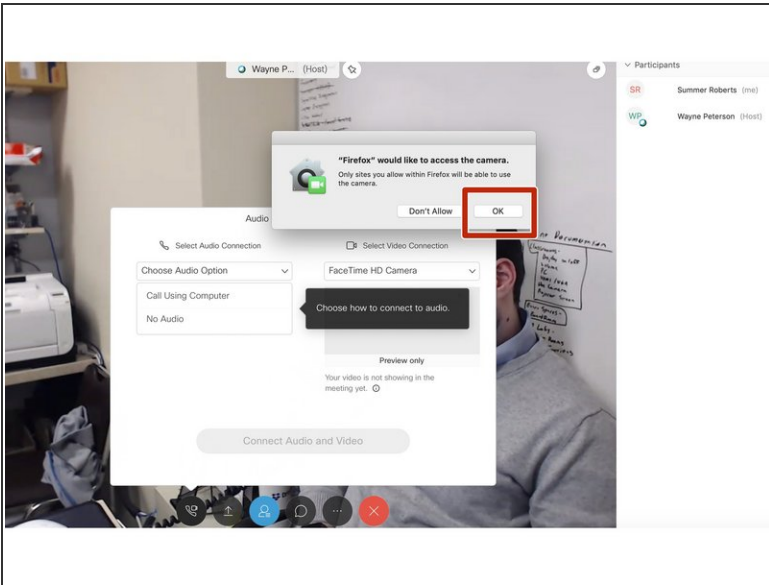 Wayne P... (Host)
Participants
SR Summer Roberts (me)
WP Wayne Peterson (Host)
"Firefox" would like to access the camera.
Only sites you allow within Firefox will be able to use
the camera.
Don't Allow OK
Audio
Select Audio Connection
Select Video Connection
Choose Audio Option
FaceTime HD Camera
Call Using Computer
No Audio
Choose how to connect to audio.
Preview only
Your video is not showing in the
meeting yet.
Connect Audio and Video